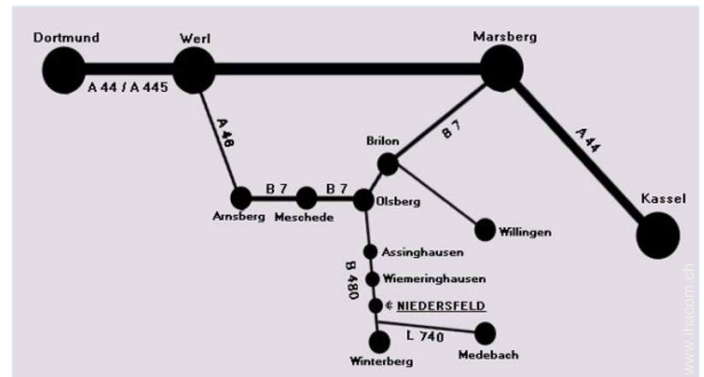 Dortmund
Werl
Marsberg
A 44 / A 445
A 46
B 7
A 44
Brilon
Kassel
B 7
B 7
Olsberg
Arnsberg
Meschede
Willingen
Assinghausen
B 480
Wiemeringhausen
¢ NIEDERSFELD
L 740
Winterberg
Medebach
www.ihacom.ch